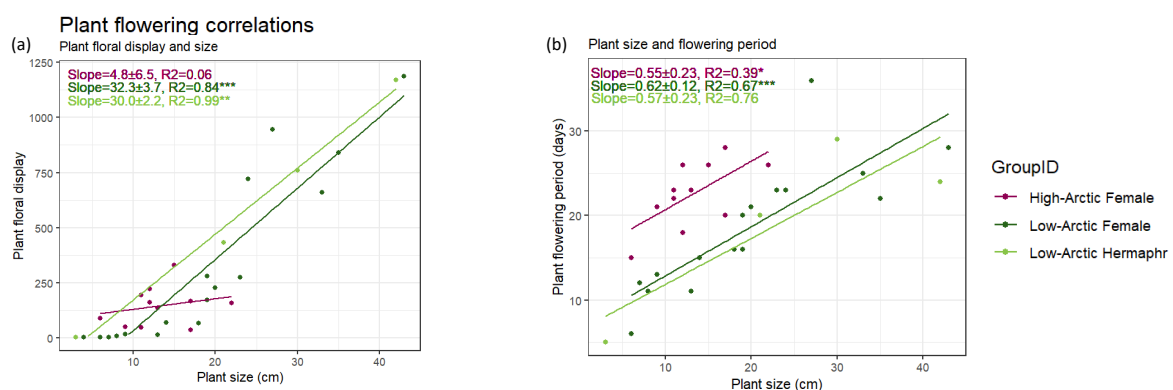 Plant flowering correlations
(a)
Plant floral display and size
Slope=4.8±6.5, R2=0.06
Slope=32.3±3.7, R2=0.84***
Slope=30.0±2.2, R2=0.99**
Plant floral display
1250
1000
750
500
250
0
10
20
30
40
Plant size (cm)
(b)
Plant size and flowering period
Slope=0.55±0.23, R2=0.39*
Slope=0.62±0.12, R2=0.67***
Slope=0.57±0.23, R2=0.76
Plant flowering period (days)
30
20
10
10
20
30
40
Plant size (cm)
GroupID
High-Arctic Female
Low-Arctic Female
Low-Arctic Hermaphr